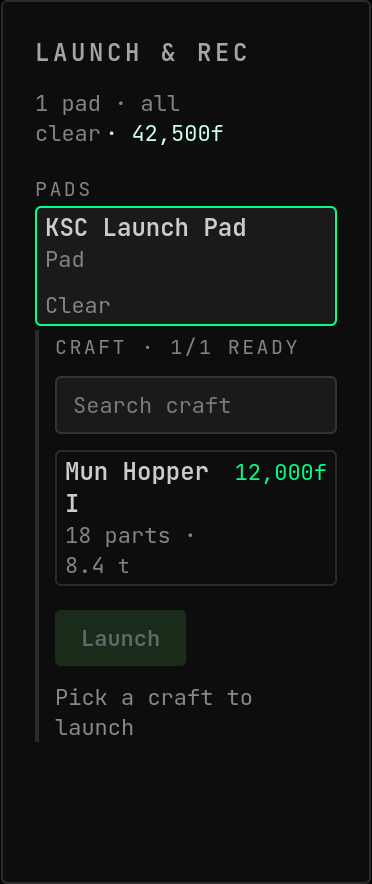 LAUNCH & REC
1 pad · all
clear · 42,500f
PADS
KSC Launch Pad
Pad
Clear
CRAFT · 1/1 READY
Search craft
Mun Hopper 12,000f
I
18 parts ·
8.4 t
Launch
Pick a craft to
launch